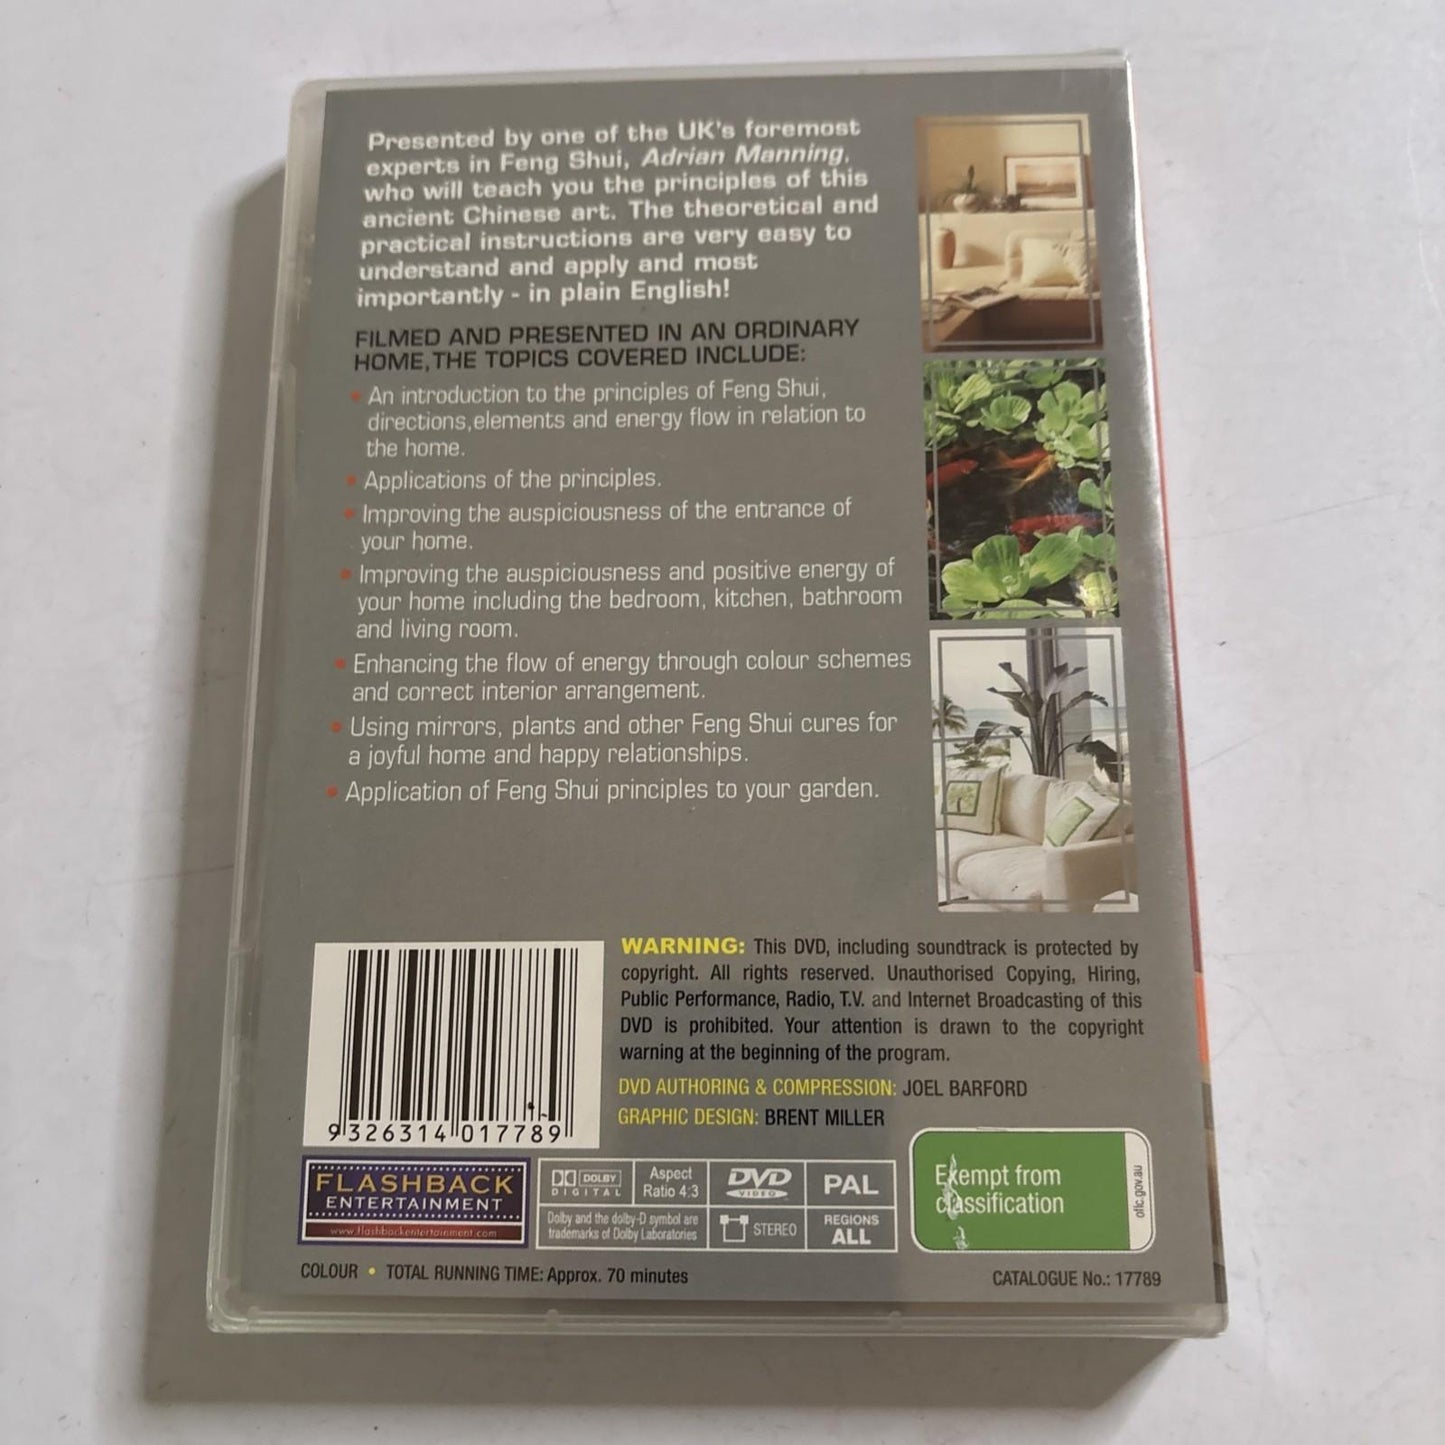 Presented by one of the UK's foremost
experts in Feng Shui, Adrian Manning,
who will teach you the principles of this
ancient Chinese art. The theoretical and
practical instructions are very easy to
understand and apply and most
importantly - in plain English!
FILMED AND PRESENTED IN AN ORDINARY
HOME,THE TOPICS COVERED INCLUDE:
• An introduction to the principles of Feng Shui,
directions,elements and energy flow in relation to
the home.
• Applications of the principles.
• Improving the auspiciousness of the entrance of
your home.
• Improving the auspiciousness and positive energy of
your home including the bedroom, kitchen, bathroom
and living room.
• Enhancing the flow of energy through colour schemes
and correct interior arrangement.
• Using mirrors, plants and other Feng Shui cures for
a joyful home and happy relationships.
• Application of Feng Shui principles to your garden.
WARNING: This DVD, including soundtrack is protected by
copyright. All rights reserved. Unauthorised Copying, Hiring,
Public Performance, Radio, T.V. and Internet Broadcasting of this
DVD is prohibited. Your attention is drawn to the copyright
warning at the beginning of the program.
DVD AUTHORING & COMPRESSION: JOEL BARFORD
GRAPHIC DESIGN: BRENT MILLER
9 326314 017789
FLASHBACK
ENTERTAINMENT
www.flashbackentertainment.com
DOLBY
DIGITAL
Aspect
Ratio 4:3
DVD
VIDEO
PAL
Dolby and the dolby-D symbol are
trademarks of Dolby Laboratories
STEREO
REGIONS
ALL
Exempt from
classification
oflc.gov.au
COLOUR • TOTAL RUNNING TIME: Approx. 70 minutes
CATALOGUE No.: 17789